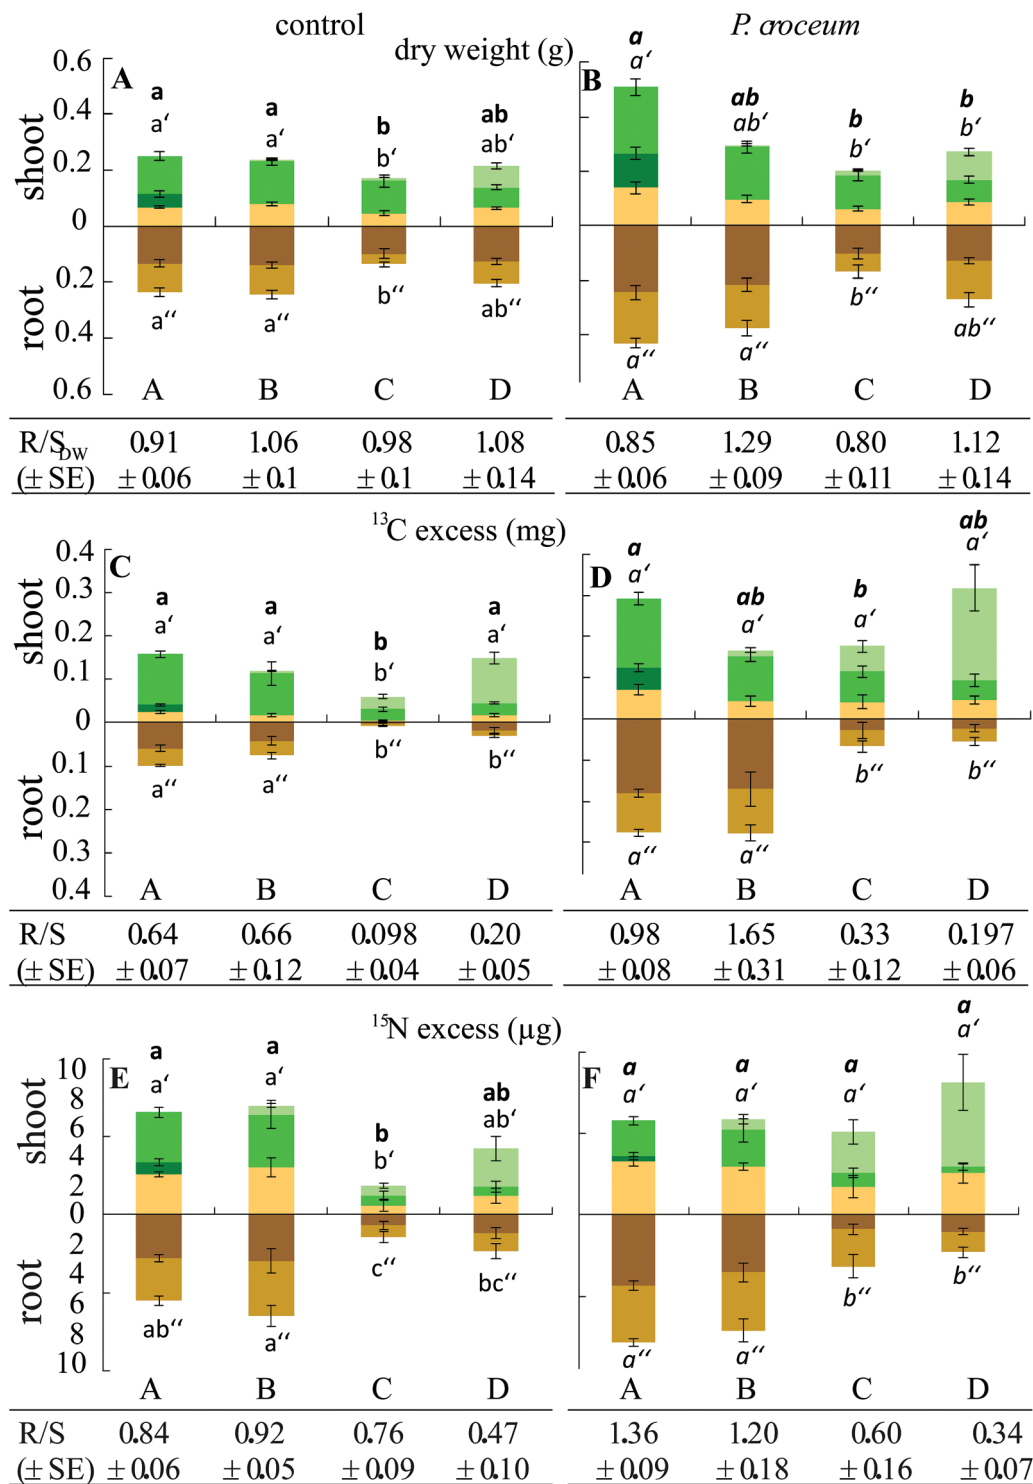 control
P. croceum
dry weight (g)
A
B
shoot
root
0.6
0.4
0.2
0
0.2
0.4
0.6
a
a‘
a
a‘
b
b‘
ab
ab‘
a“
a“
b“
ab“
a
a‘
ab
ab‘
b
b‘
b
b‘
a“
a“
b“
ab“
A B C D A B C D
R/S DW 0.91 1.06 0.98 1.08 0.85 1.29 0.80 1.12
(± SE) ± 0.06 ± 0.1 ± 0.1 ± 0.14 ± 0.06 ± 0.09 ± 0.11 ± 0.14
13C excess (mg)
C
D
shoot
root
0.4
0.3
0.2
0.1
0
0.1
0.2
0.3
0.4
a
a‘
a
a‘
b
b‘
a
a‘
a“
a“
b“
b“
a
a‘
ab
a‘
b
a‘
ab
a‘
a“
a“
b“
b“
A B C D A B C D
R/S 0.64 0.66 0.098 0.20 0.98 1.65 0.33 0.197
(± SE) ± 0.07 ± 0.12 ± 0.04 ± 0.05 ± 0.08 ± 0.31 ± 0.12 ± 0.06
15N excess (µg)
E
F
shoot
root
10
8
6
4
2
0
2
4
6
8
10
a
a‘
a
a‘
b
b‘
ab
ab‘
ab“
a“
c“
bc“
a
a‘
a
a‘
a
a‘
a
a‘
a“
a“
b“
b“
A B C D A B C D
R/S 0.84 0.92 0.76 0.47 1.36 1.20 0.60 0.34
(± SE) ± 0.06 ± 0.05 ± 0.09 ± 0.10 ± 0.09 ± 0.18 ± 0.16 ± 0.07